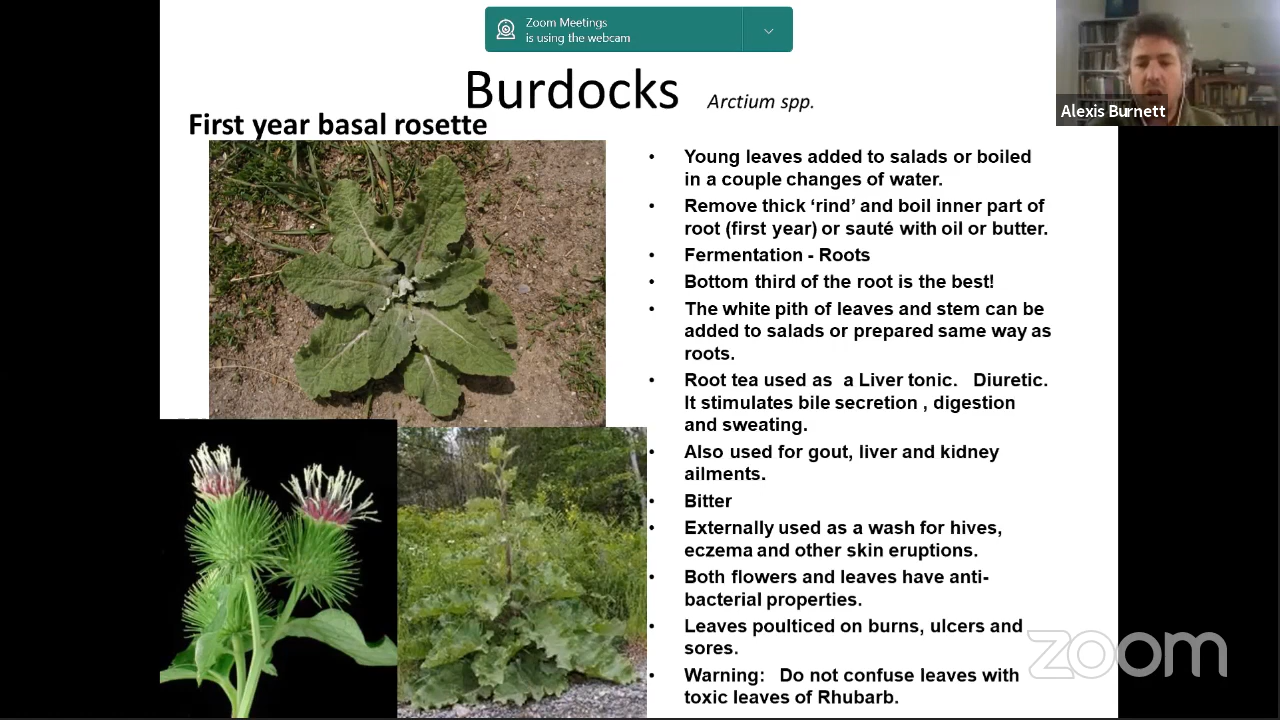 Zoom Meetings
is using the webcam
Alexis Burnett
Burdocks Arctium spp.
First year basal rosette
• Young leaves added to salads or boiled
in a couple changes of water.
• Remove thick ‘rind’ and boil inner part of
root (first year) or sauté with oil or butter.
• Fermentation - Roots
• Bottom third of the root is the best!
• The white pith of leaves and stem can be
added to salads or prepared same way as
roots.
• Root tea used as a Liver tonic. Diuretic.
It stimulates bile secretion , digestion
and sweating.
• Also used for gout, liver and kidney
ailments.
• Bitter
• Externally used as a wash for hives,
eczema and other skin eruptions.
• Both flowers and leaves have anti-
bacterial properties.
• Leaves poulticed on burns, ulcers and
sores.
• Warning: Do not confuse leaves with
toxic leaves of Rhubarb.
zoom